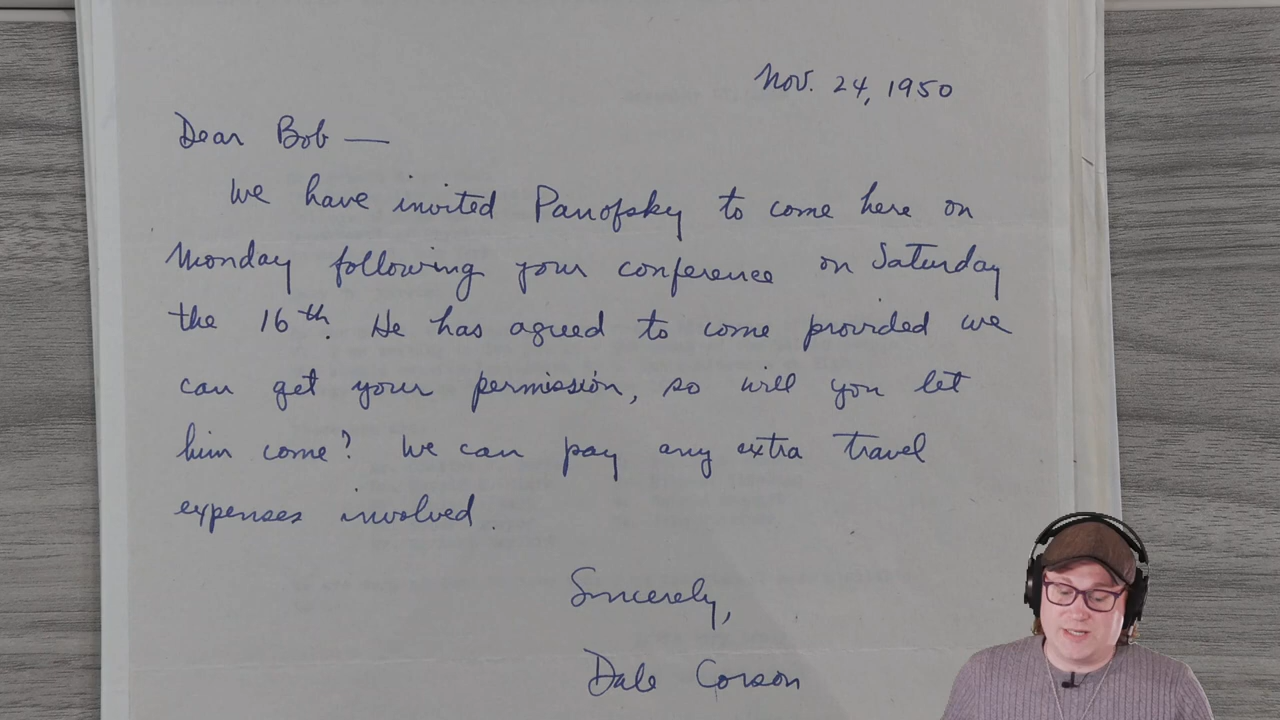 Nov. 24, 1950
Dear Bob —
We have invited Panofsky to come here on
Monday following your conference on Saturday
the 16th. He has agreed to come provided we
can get your permission, so will you let
him come? We can pay any extra travel
expenses involved.
Sincerely,
Dale Corson